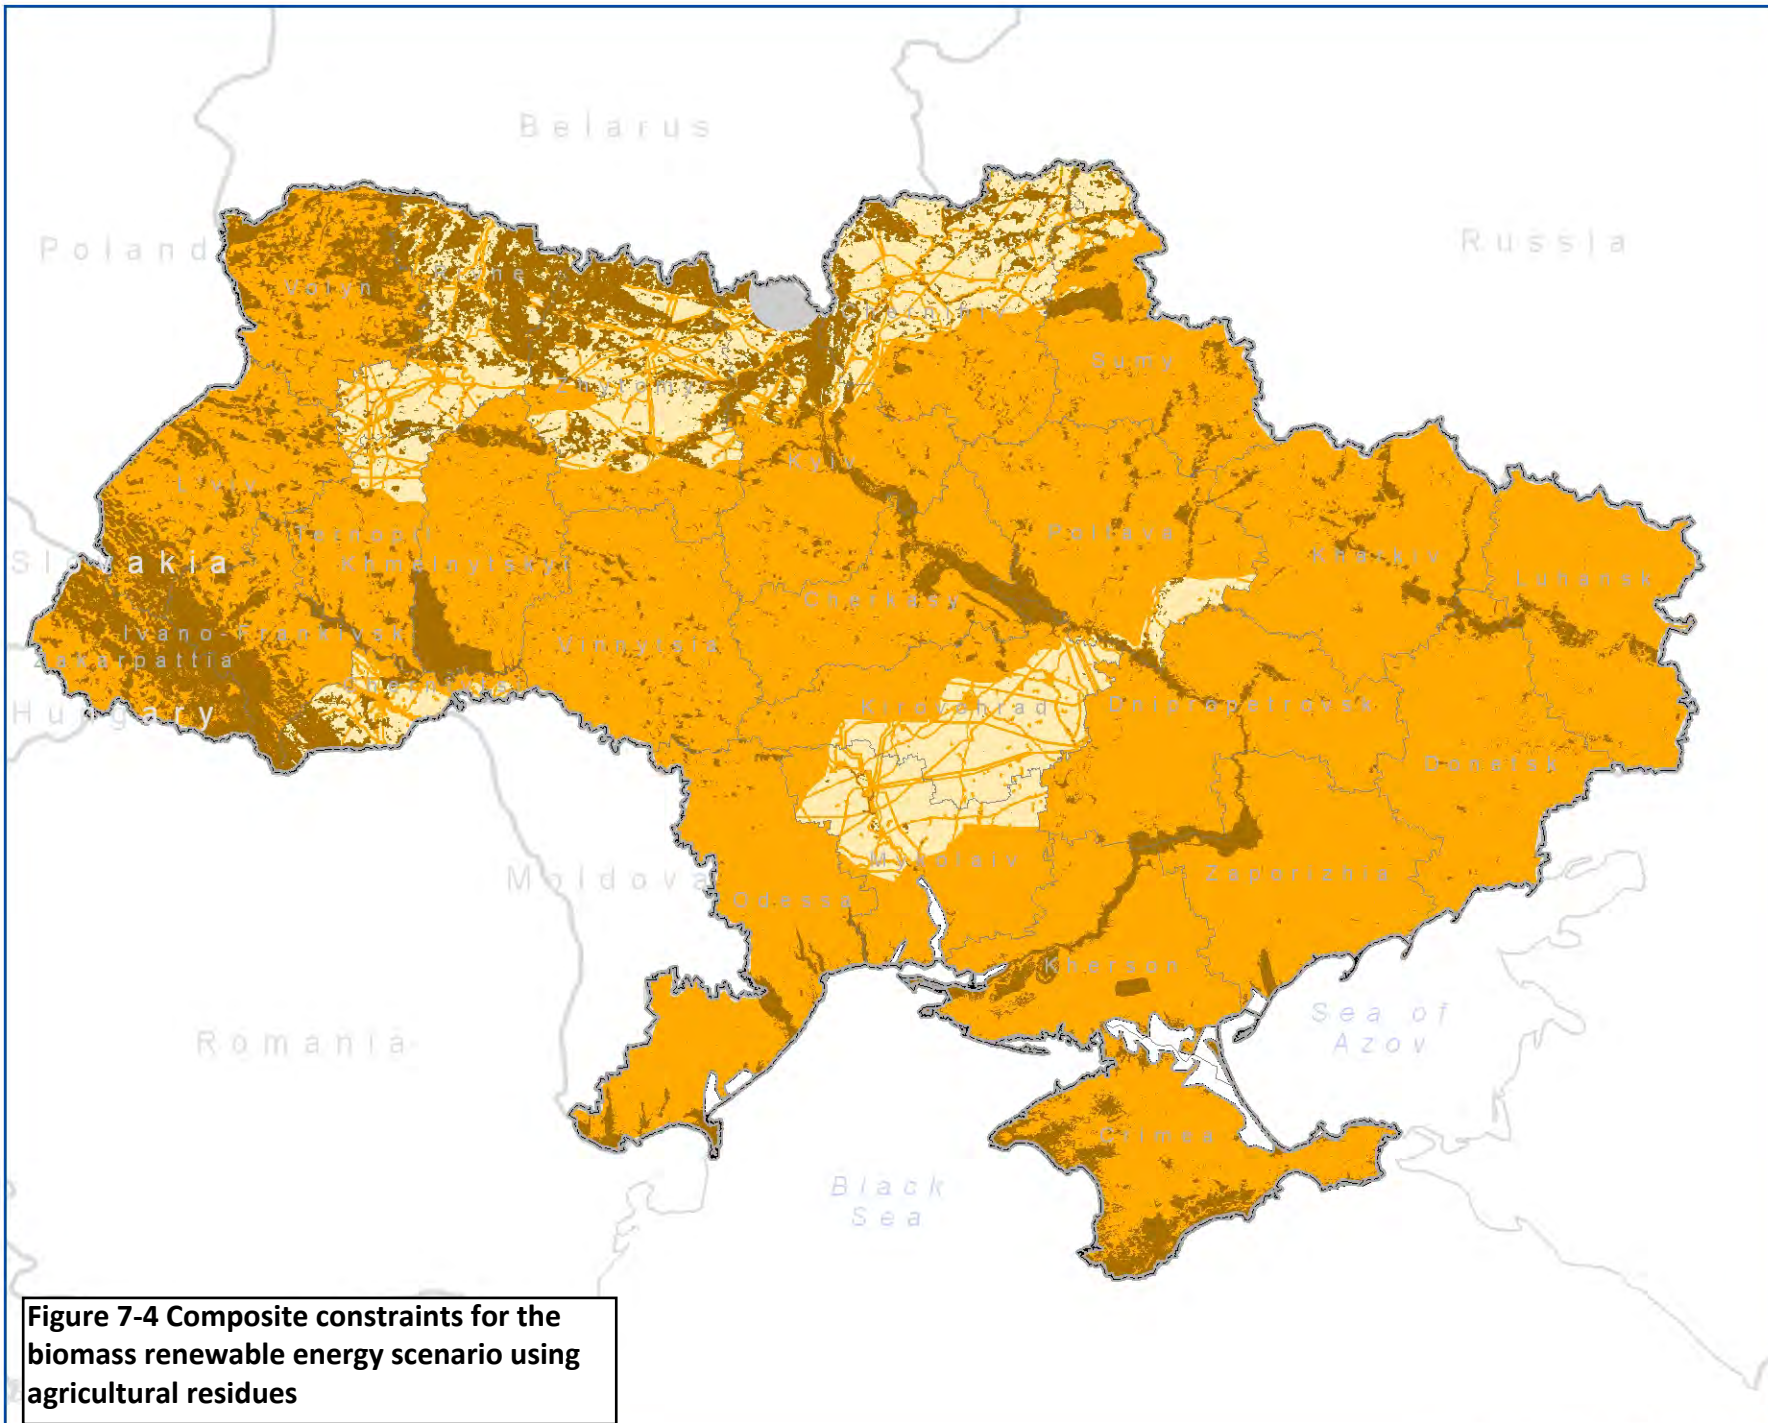 Belarus
Poland
Russia
Volyn
Rivne
Chernihiv
Sumy
Zhytomyr
Kyiv
L'viv
Ternopil
Poltava
Kharkiv
Slovakia
Khmelnytskyi
Luhansk
Cherkasy
Ivano-Frankivsk
Vinnytsia
Zakarpattia
Chernivtsi
Hungary
Kirovohrad
Dnipropetrovsk
Donetsk
Moldova
Mykolaiv
Zaporizhia
Odessa
Kherson
Sea of
Azov
Romania
Crimea
Black
Sea
Figure 7-4 Composite constraints for the
biomass renewable energy scenario using
agricultural residues